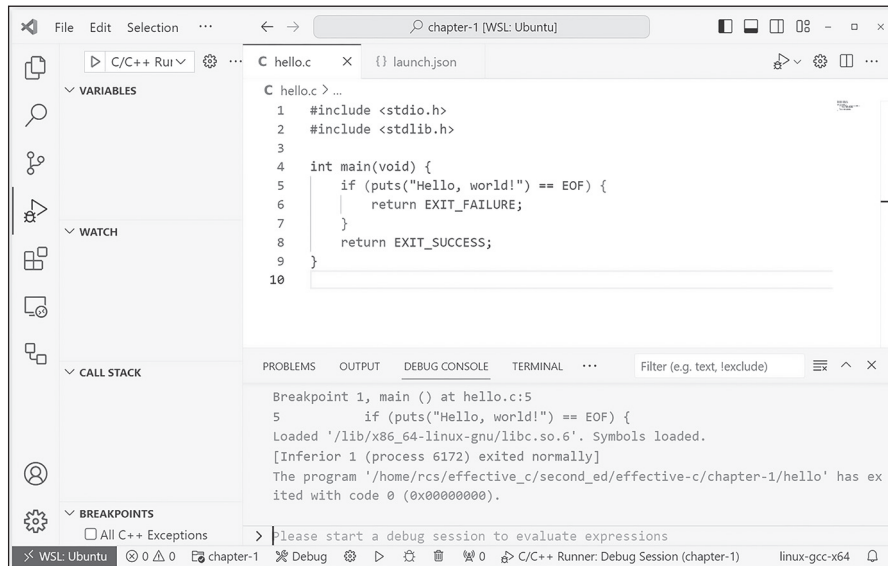 File Edit Selection ··· chapter-1 [WSL: Ubuntu]
C/C++ Rur ··· C hello.c {} launch.json ···
VARIABLES
WATCH
CALL STACK
BREAKPOINTS
All C++ Exceptions
C hello.c > ...
1 #include <stdio.h>
2 #include <stdlib.h>
3
4 int main(void) {
5 if (puts("Hello, world!") == EOF) {
6 return EXIT_FAILURE;
7 }
8 return EXIT_SUCCESS;
9 }
10
PROBLEMS OUTPUT DEBUG CONSOLE TERMINAL ··· Filter (e.g. text, !exclude)
Breakpoint 1, main () at hello.c:5
5 if (puts("Hello, world!") == EOF) {
Loaded '/lib/x86_64-linux-gnu/libc.so.6'. Symbols loaded.
[Inferior 1 (process 6172) exited normally]
The program '/home/rcs/effective_c/second_ed/effective-c/chapter-1/hello' has ex
ited with code 0 (0x00000000).
> Please start a debug session to evaluate expressions
WSL: Ubuntu 0 0 chapter-1 Debug 0 C/C++ Runner: Debug Session (chapter-1) linux-gcc-x64